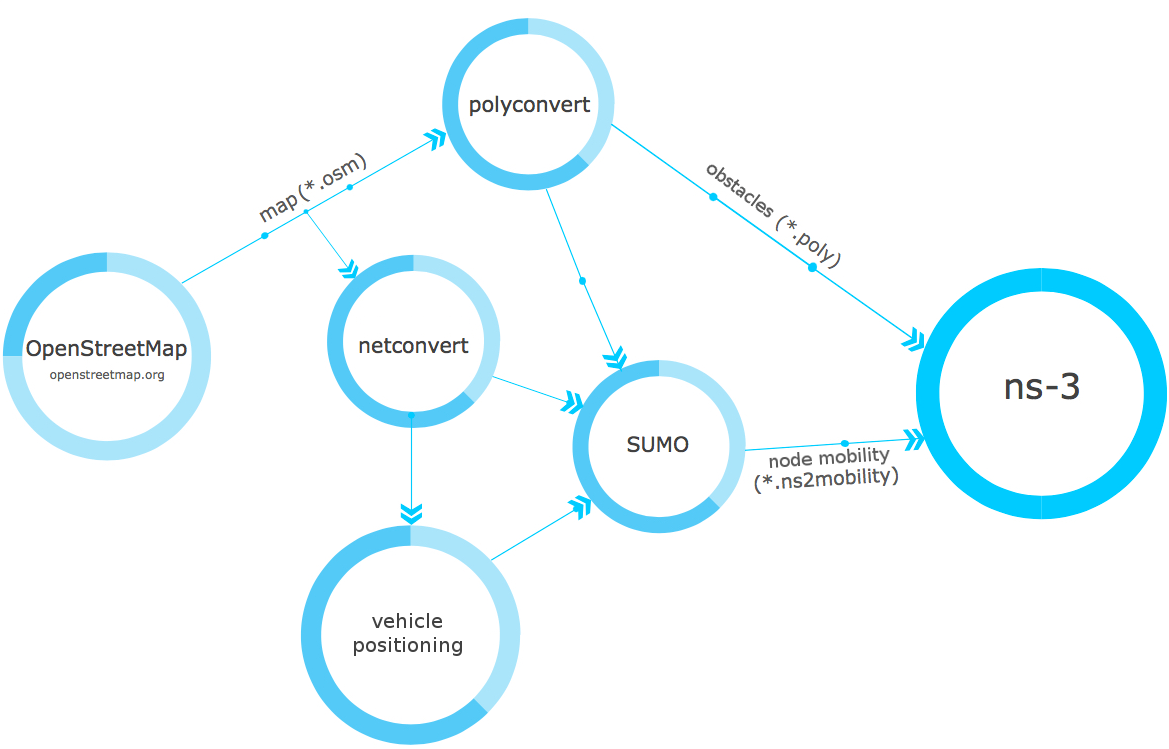 polyconvert
map (*.osm)
obstacles (*.poly)
OpenStreetMap
openstreetmap.org
netconvert
ns-3
SUMO
node mobility
(*.ns2mobility)
vehicle
positioning